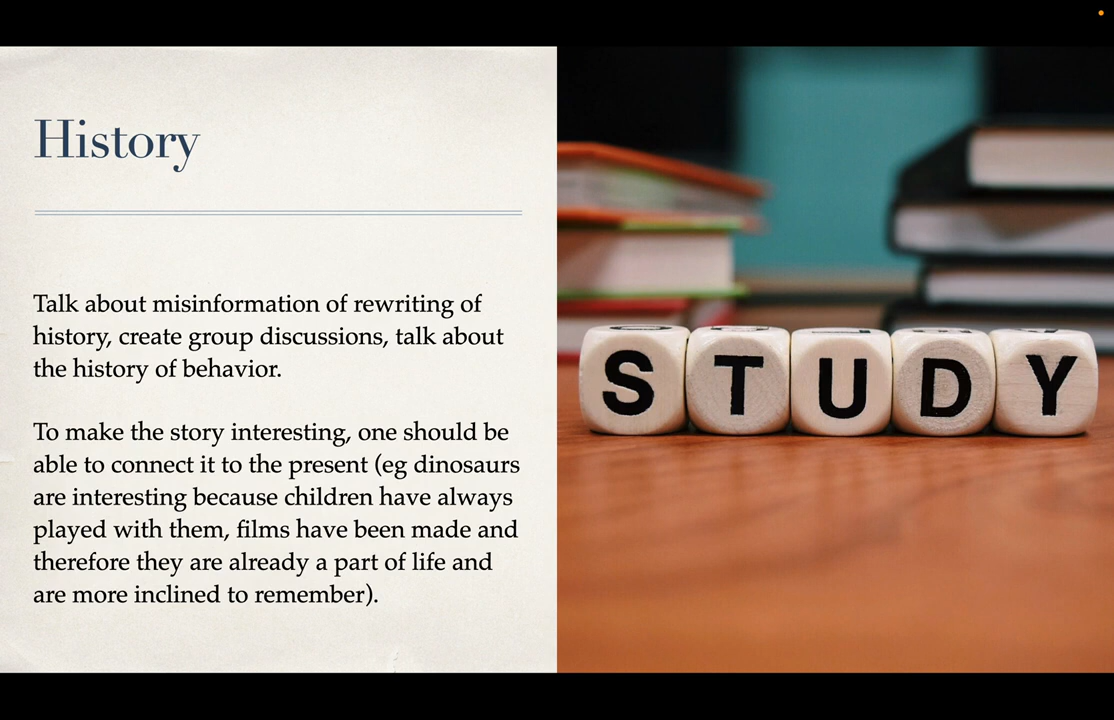 History
Talk about misinformation of rewriting of
history, create group discussions, talk about
the history of behavior.
To make the story interesting, one should be
able to connect it to the present (eg dinosaurs
are interesting because children have always
played with them, films have been made and
therefore they are already a part of life and
are more inclined to remember).
STUDY